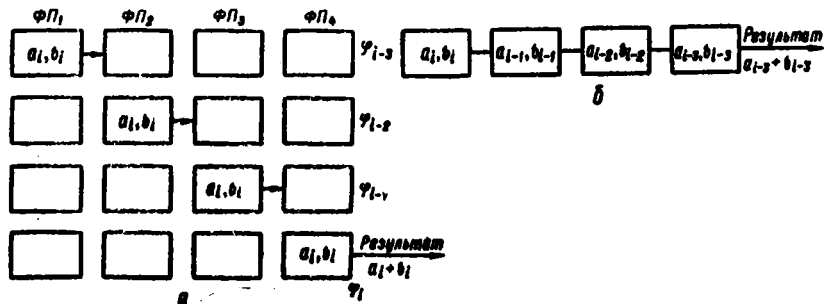 ФП₁ ФП₂ ФП₃ ФП₄
aᵢ,bᵢ φᵢ₋₃ aᵢ,bᵢ aᵢ₋₁,bᵢ₋₁ aᵢ₋₂,bᵢ₋₂ aᵢ₋₃,bᵢ₋₃ Результат
aᵢ₋₃+bᵢ₋₃
б
aᵢ,bᵢ φᵢ₋₂
aᵢ,bᵢ φᵢ₋₁
aᵢ,bᵢ Результат
aᵢ+bᵢ
φᵢ
а